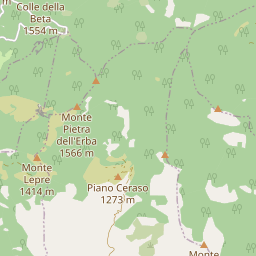 Colle della
Beta
1554 m
Monte
Pietra
dell'Erba
1566 m
Monte
Lepre
1414 m
Piano Ceraso
1273 m
Monte